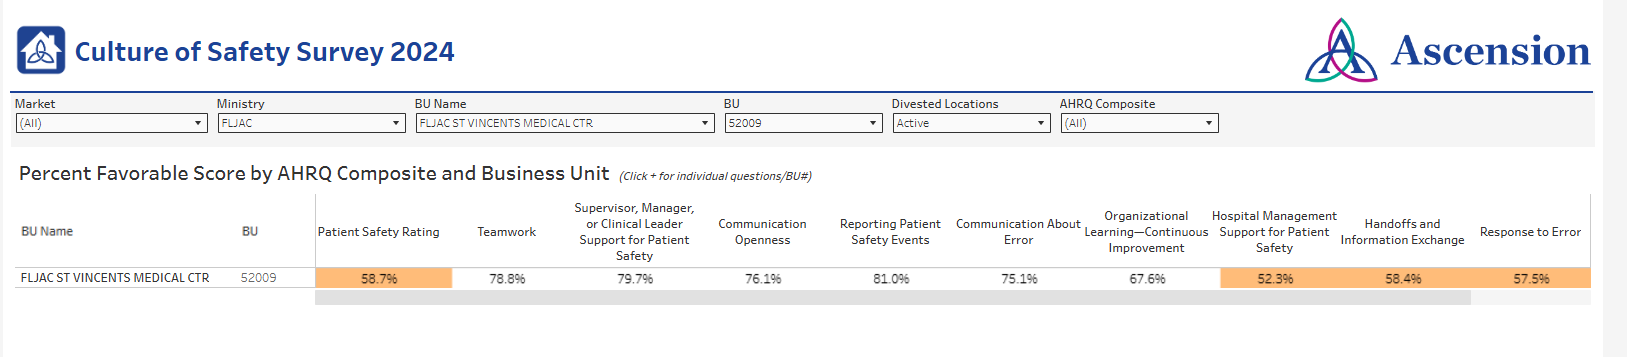 Culture of Safety Survey 2024
Ascension
Market Ministry BU Name BU Divested Locations AHRQ Composite
(All) FLJAC FLJAC ST VINCENTS MEDICAL CTR 52009 Active (All)
Percent Favorable Score by AHRQ Composite and Business Unit (Click + for individual questions/BU#)
BU Name
BU
Patient Safety Rating
Teamwork
Supervisor, Manager,
or Clinical Leader
Support for Patient
Safety
Communication
Openness
Reporting Patient
Safety Events
Communication About
Error
Organizational
Learning—Continuous
Improvement
Hospital Management
Support for Patient
Safety
Handoffs and
Information Exchange
Response to Error
FLJAC ST VINCENTS MEDICAL CTR 52009 58.7% 78.8% 79.7% 76.1% 81.0% 75.1% 67.6% 52.3% 58.4% 57.5%